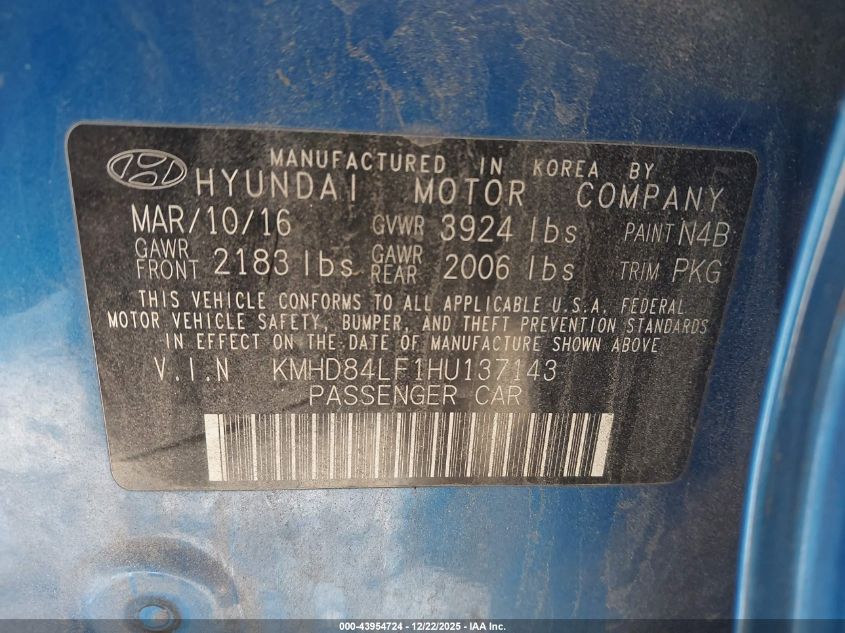 MANUFACTURED IN KOREA BY
HYUNDAI MOTOR COMPANY
MAR/10/16 GVWR 3924 lbs PAINT N4B
GAWR FRONT 2183 lbs GAWR REAR 2006 lbs TRIM PKG
THIS VEHICLE CONFORMS TO ALL APPLICABLE U.S.A. FEDERAL
MOTOR VEHICLE SAFETY, BUMPER, AND THEFT PREVENTION STANDARDS
IN EFFECT ON THE DATE OF MANUFACTURE SHOWN ABOVE
V.I.N KMHD84LF1HU137143
PASSENGER CAR
000-43954724 - 12/22/2025 - IAA Inc.